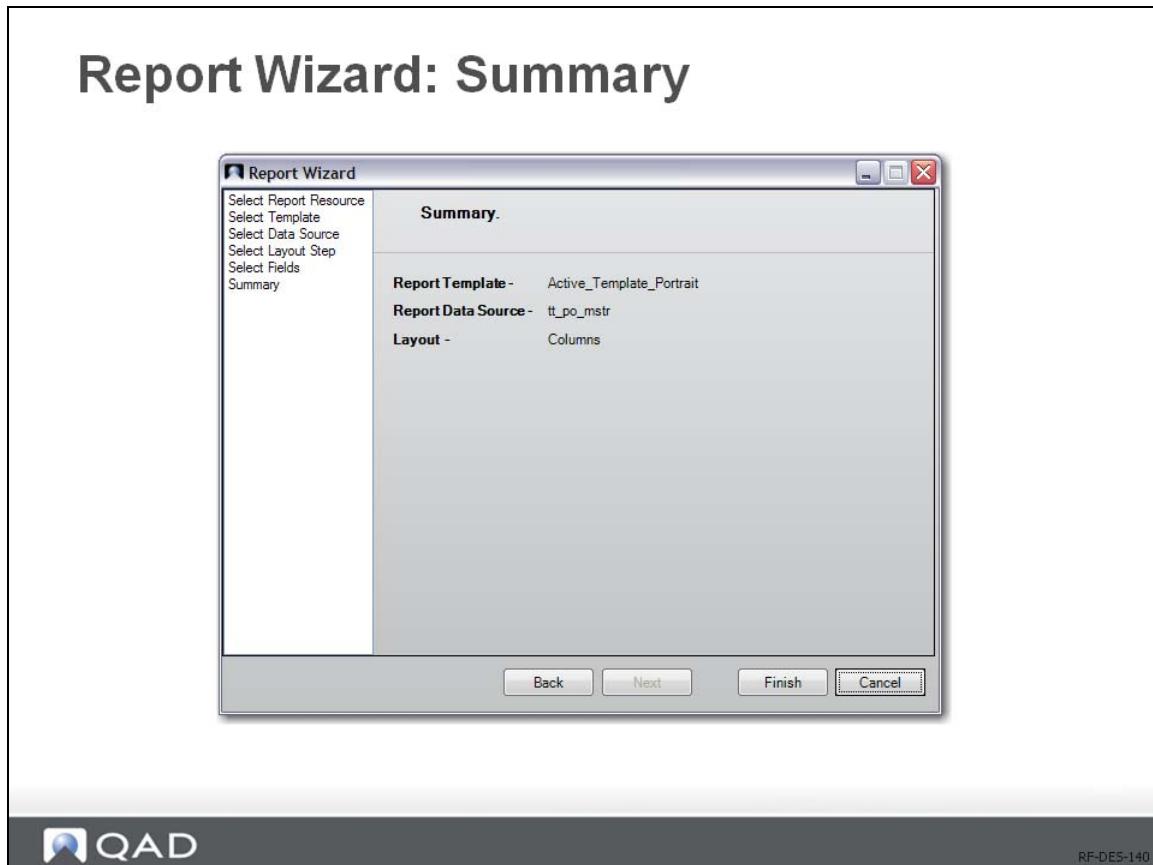 Report Wizard: Summary
Report Wizard
Select Report Resource
Select Template
Select Data Source
Select Layout Step
Select Fields
Summary
Summary.
Report Template - Active_Template_Portrait
Report Data Source - tt_po_mstr
Layout - Columns
Back Next Finish Cancel
QAD
RF-DES-140